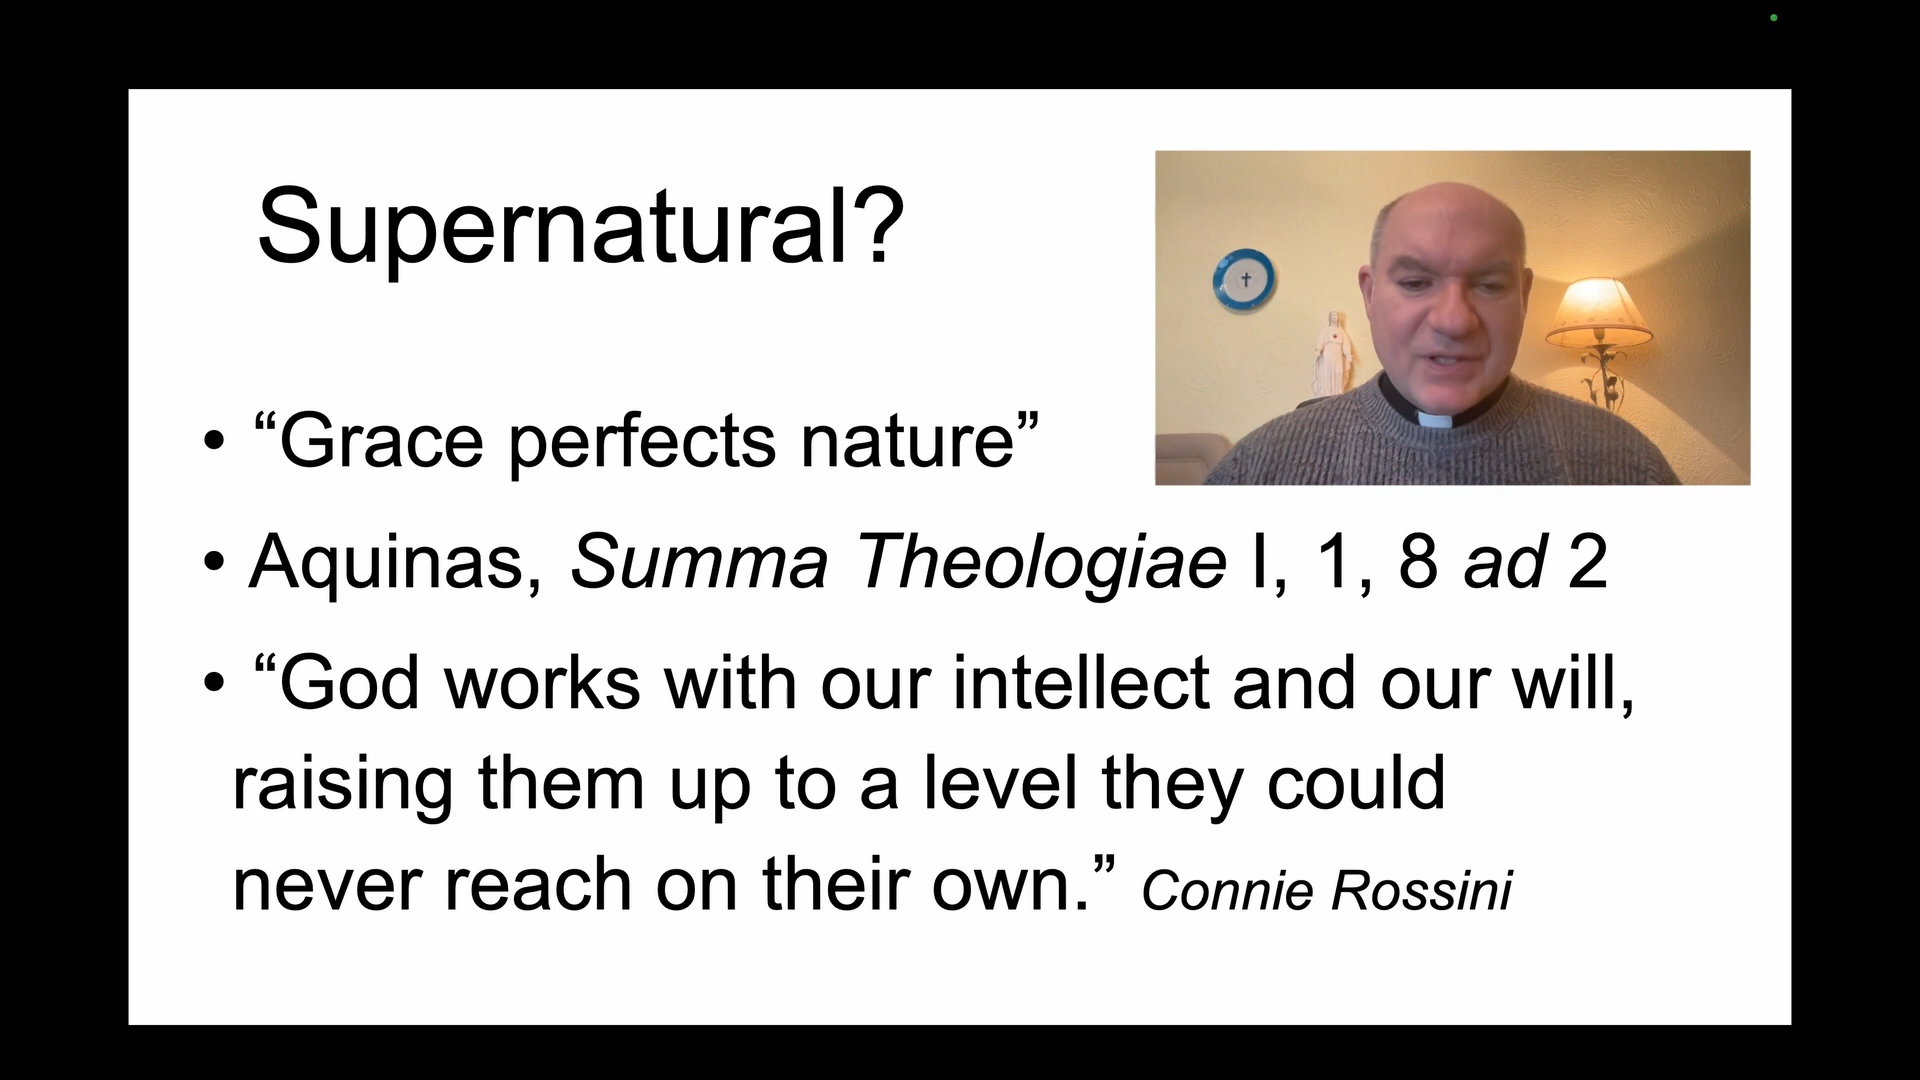 Supernatural?
• “Grace perfects nature”
• Aquinas, Summa Theologiae I, 1, 8 ad 2
• “God works with our intellect and our will,
raising them up to a level they could
never reach on their own.” Connie Rossini